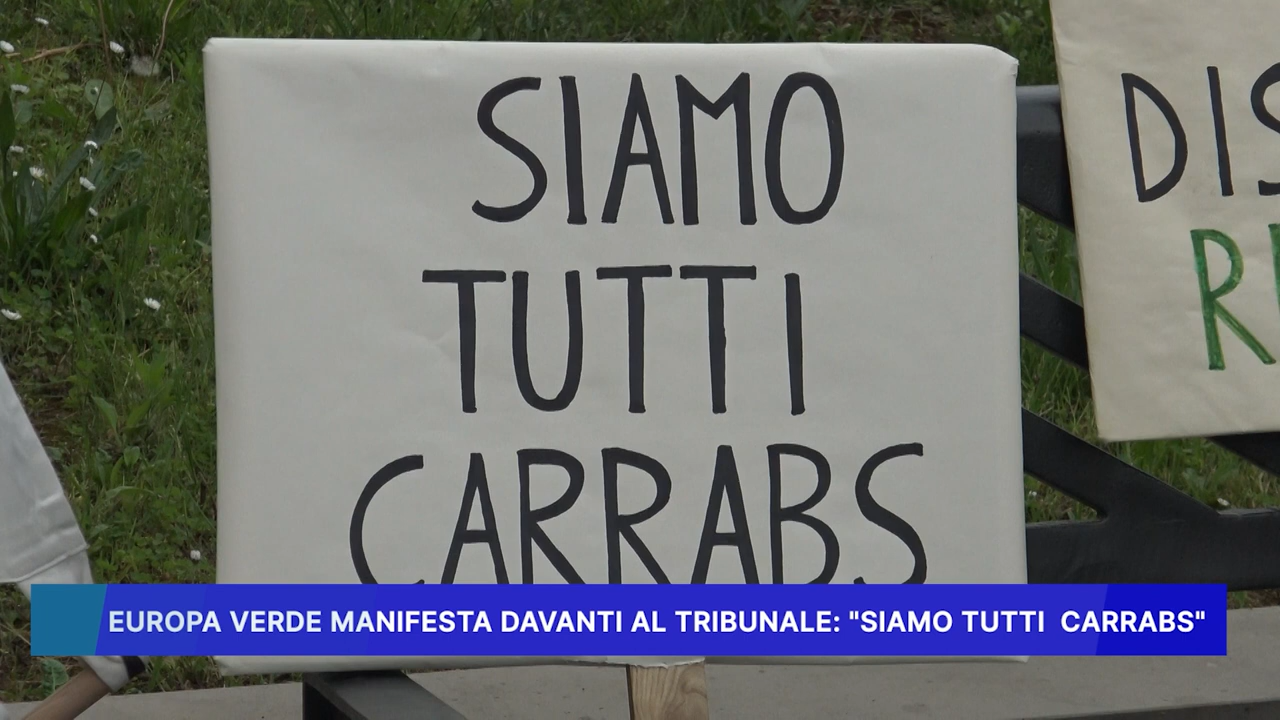 SIAMO
TUTTI
CARRABS
EUROPA VERDE MANIFESTA DAVANTI AL TRIBUNALE: "SIAMO TUTTI  CARRABS"